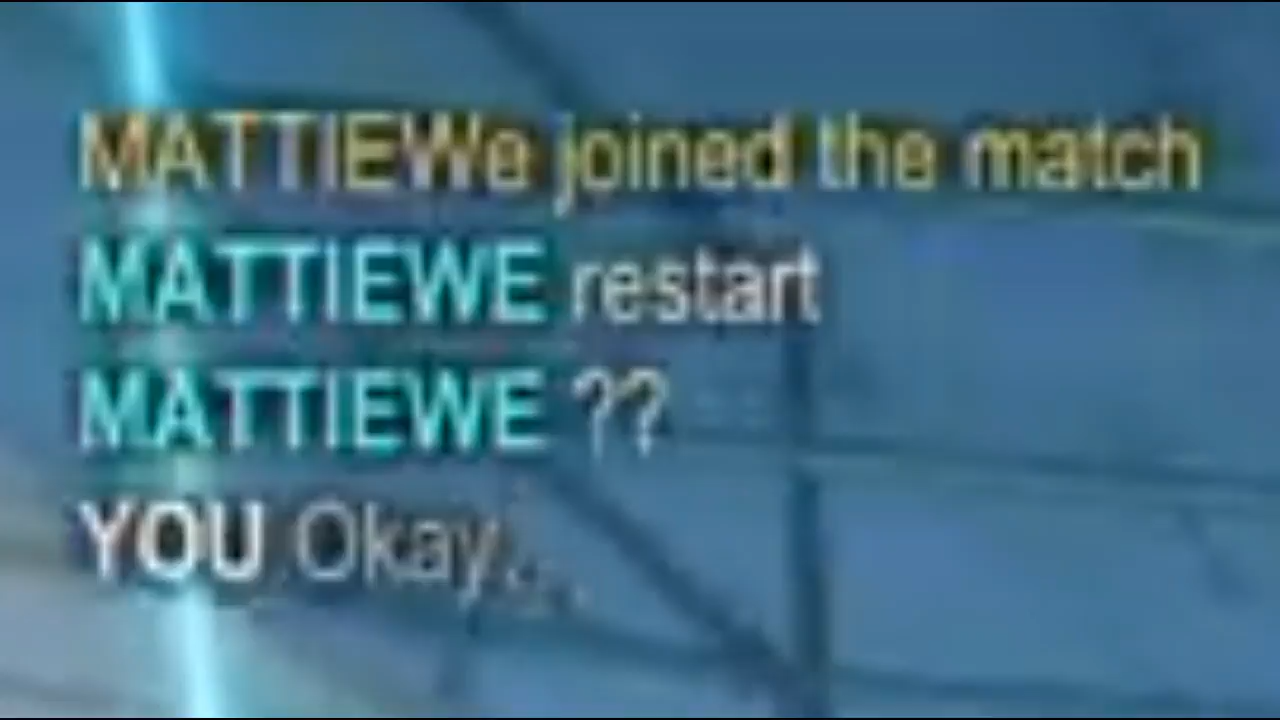 MATTIEWe joined the match
MATTIEWE restart
MATTIEWE ??
YOU Okay...